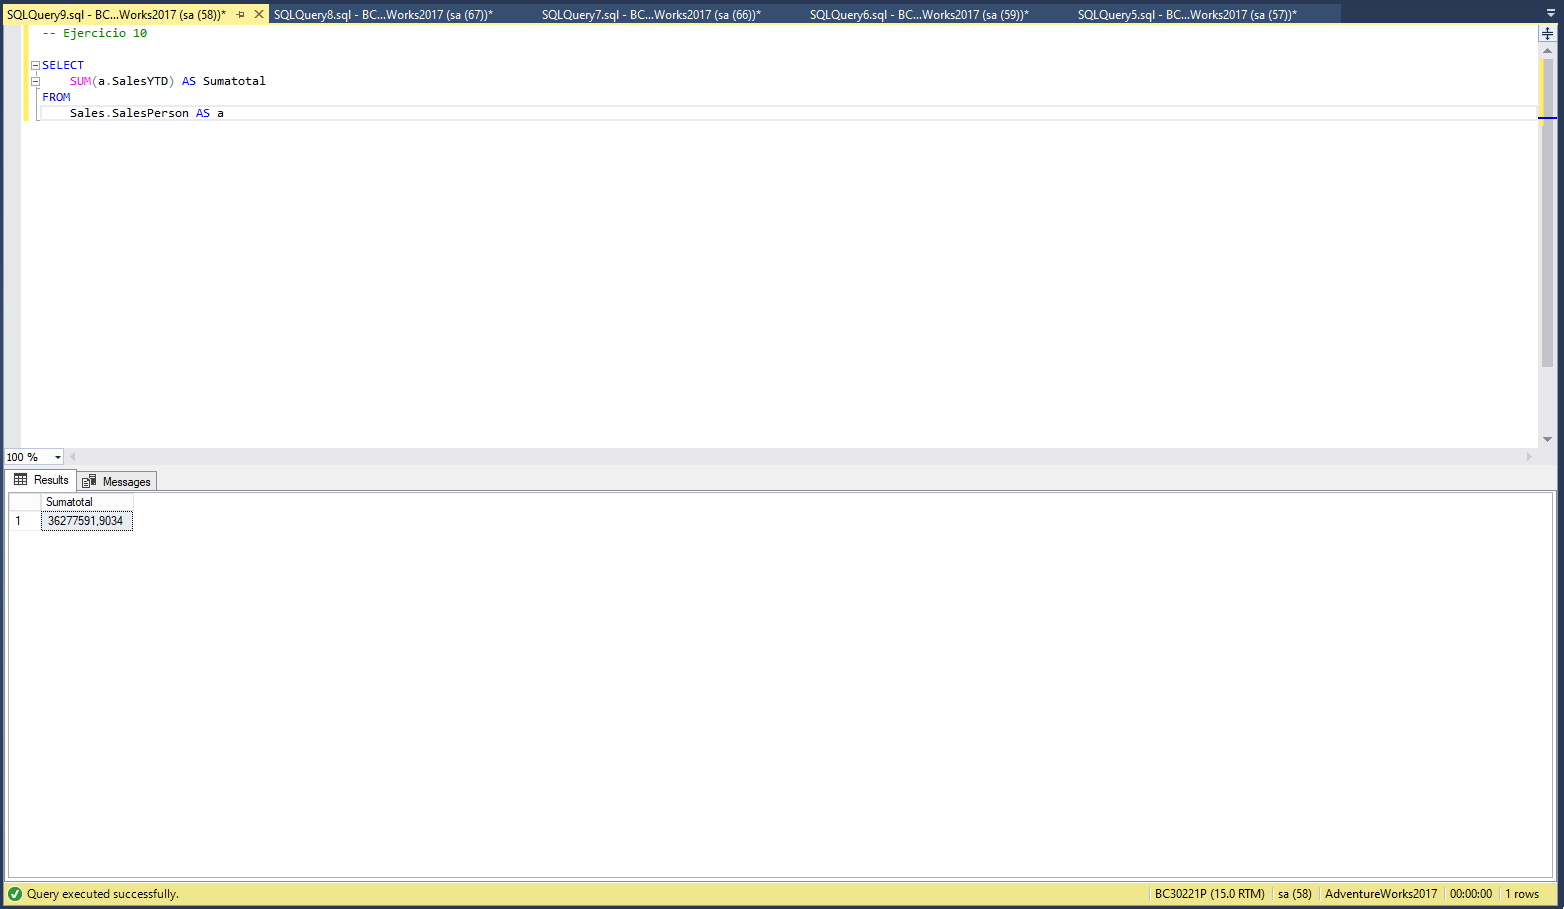 SQLQuery9.sql - BC...Works2017 (sa (58))* SQLQuery8.sql - BC...Works2017 (sa (67))* SQLQuery7.sql - BC...Works2017 (sa (66))* SQLQuery6.sql - BC...Works2017 (sa (59))* SQLQuery5.sql - BC...Works2017 (sa (57))*
-- Ejercicio 10
SELECT
SUM(a.SalesYTD) AS Sumatotal
FROM
Sales.SalesPerson AS a
100 %
Results Messages
Sumatotal
1 36277591,9034
Query executed successfully. BC30221P (15.0 RTM) sa (58) AdventureWorks2017 00:00:00 1 rows